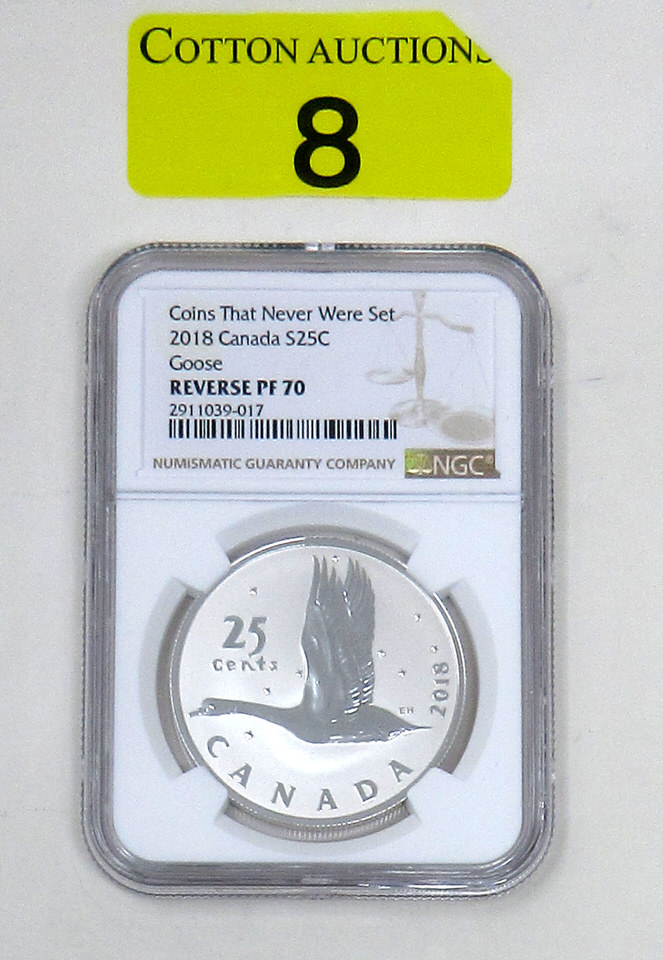 COTTON AUCTIONS
8
Coins That Never Were Set
2018 Canada S25C
Goose
REVERSE PF 70
2911039-017
NUMISMATIC GUARANTY COMPANY
NGC
25
cents
2018
EH
CANADA